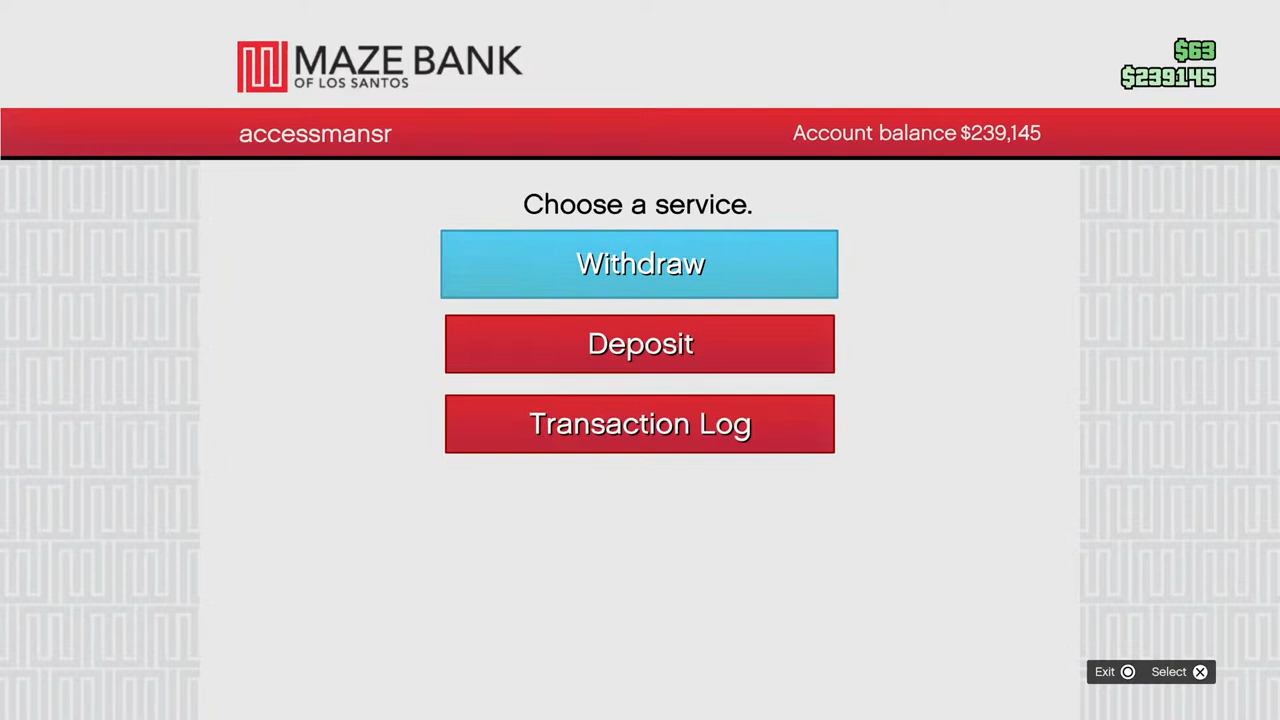 MAZE BANK
OF LOS SANTOS
$63
$239145
accessmansr
Account balance $239,145
Choose a service.
Withdraw
Deposit
Transaction Log
Exit
Select